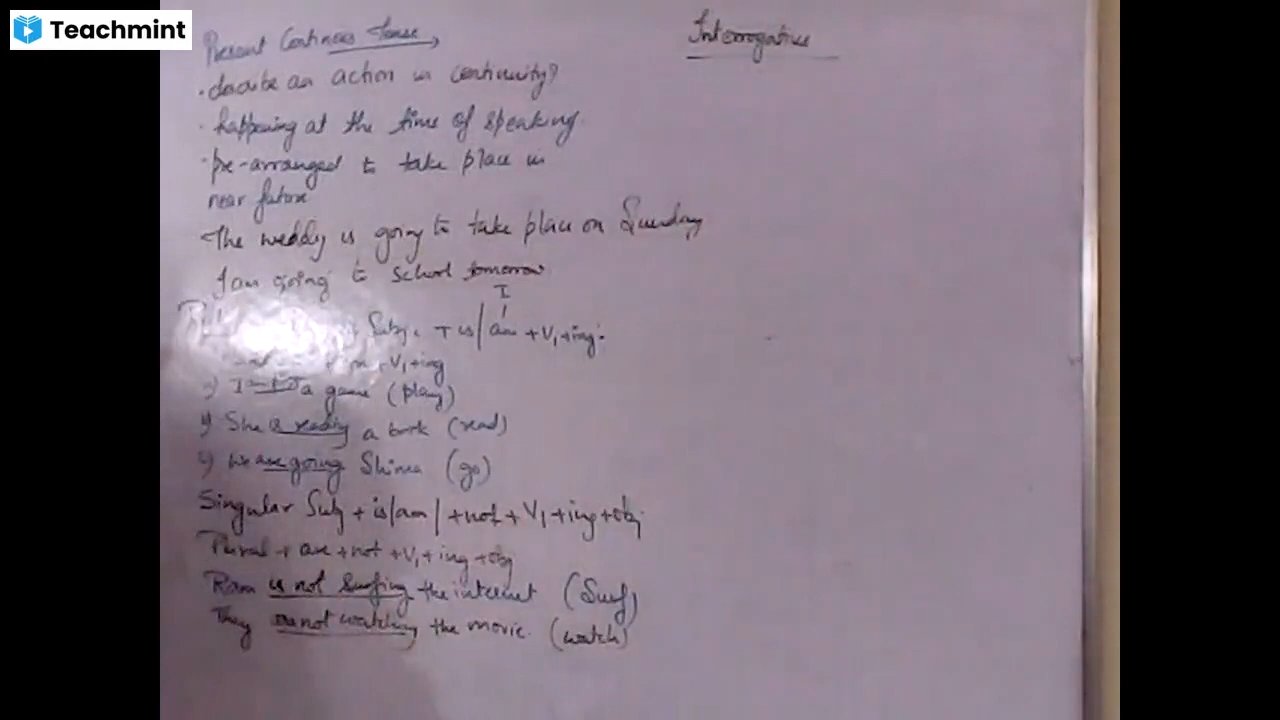 Teachmint
Present Continuous Tense,
. describe an action in continuity?
. happening at the time of speaking.
. pre-arranged to take place in
near future
The wedding is going to take place on Sunday
I am going to school tomorrow
I
Subj. + is/am + V1+ing.
+ V1+ing
a game (play)
She is reading a book (read)
We are going Shimla (go)
Singular Subj + is/am/ +not + V1 + ing + obj
Plural + are + not + V1 + ing + obj
Ram is not surfing the internet (Surf)
They are not watching the movie. (watch)
Interrogative